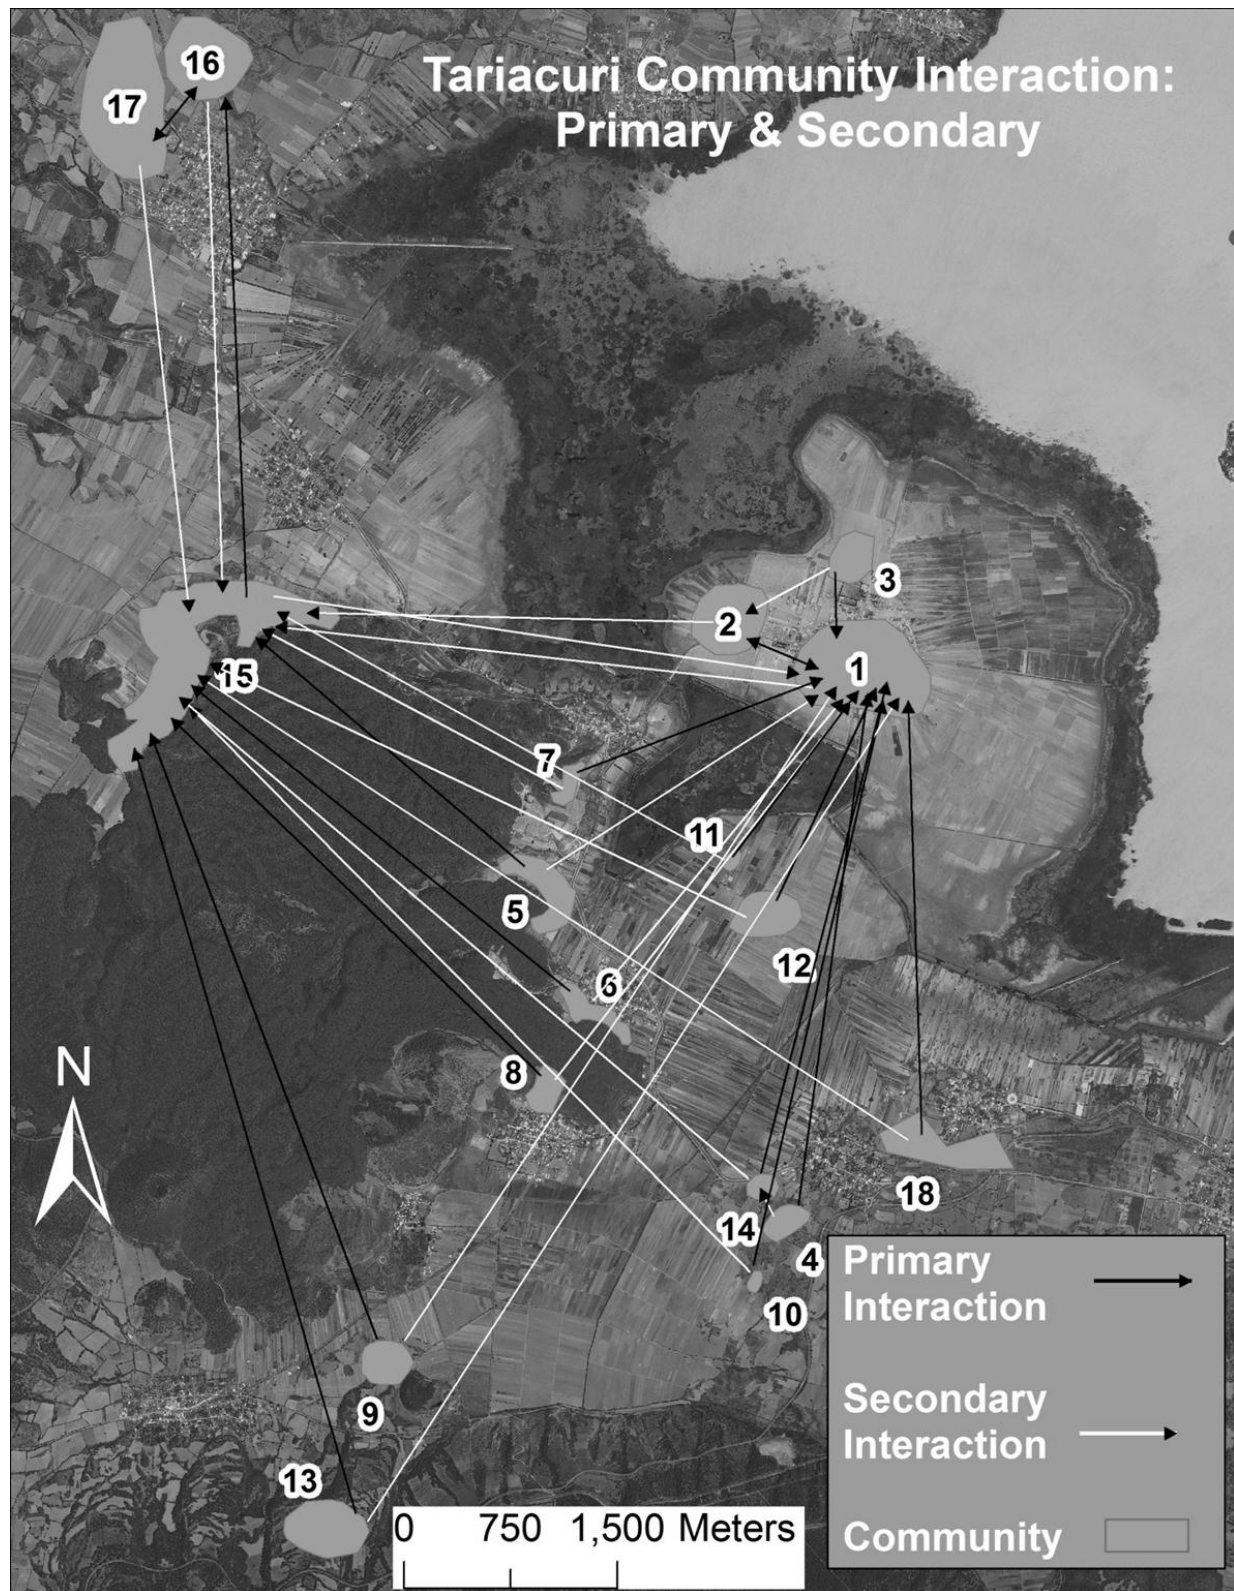 Tariacuri Community Interaction:
Primary & Secondary
16
17
3
2
1
15
7
11
5
12
6
8
18
14
4
10
9
13
N
Primary
Interaction
Secondary
Interaction
Community
0 750 1,500 Meters